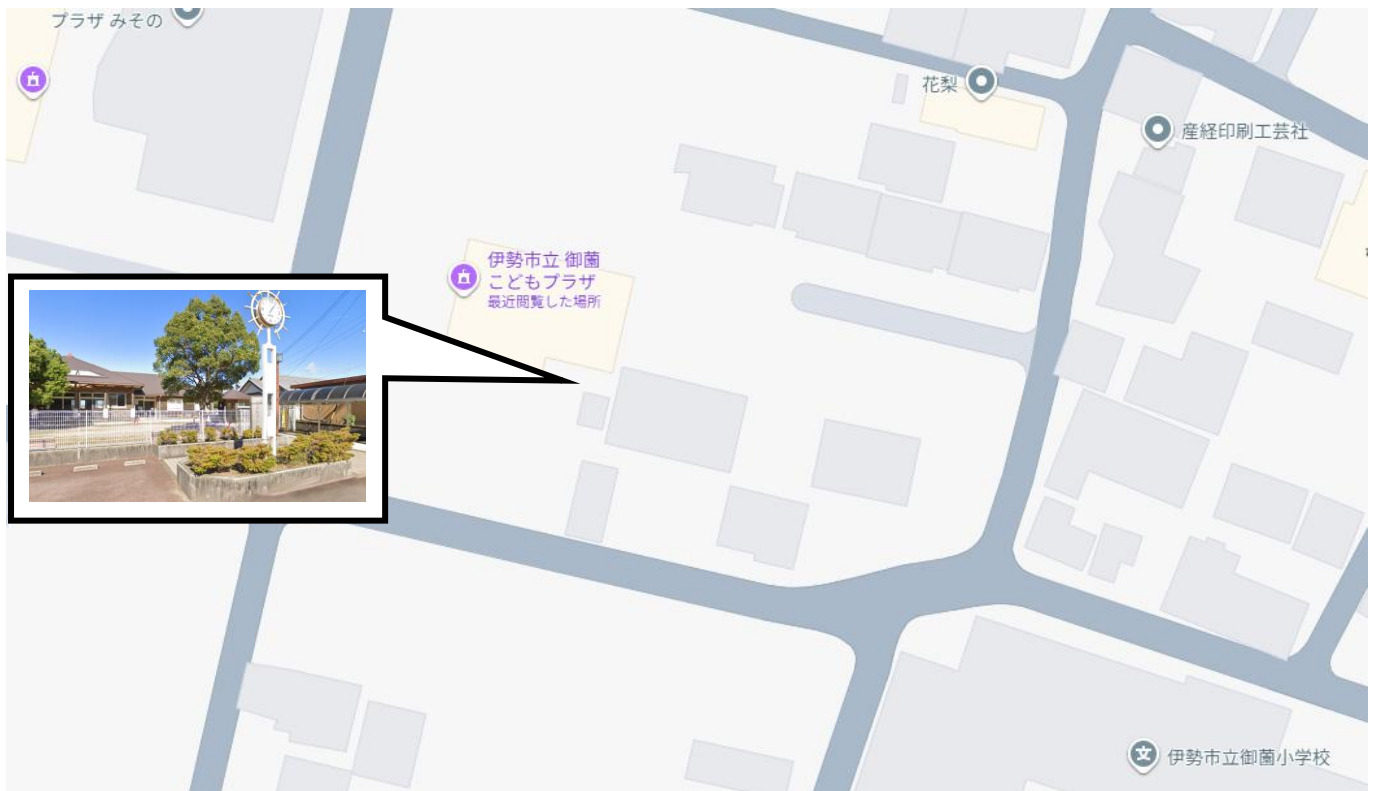 プラザ みその
花梨
産経印刷工芸社
伊勢市立 御薗
こどもプラザ
最近閲覧した場所
伊勢市立御薗小学校